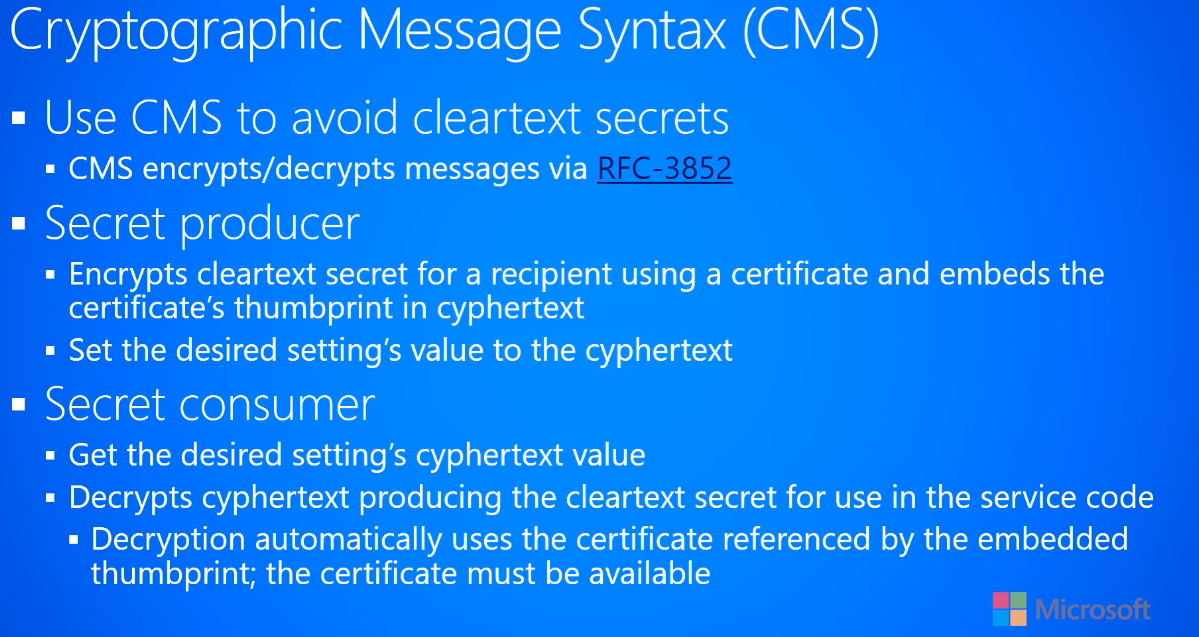 Cryptographic Message Syntax (CMS)
Use CMS to avoid cleartext secrets
CMS encrypts/decrypts messages via RFC-3852
Secret producer
Encrypts cleartext secret for a recipient using a certificate and embeds the
certificate's thumbprint in cyphertext
Set the desired setting's value to the cyphertext
Secret consumer
Get the desired setting's cyphertext value
Decrypts cyphertext producing the cleartext secret for use in the service code
Decryption automatically uses the certificate referenced by the embedded
thumbprint; the certificate must be available
Microsoft